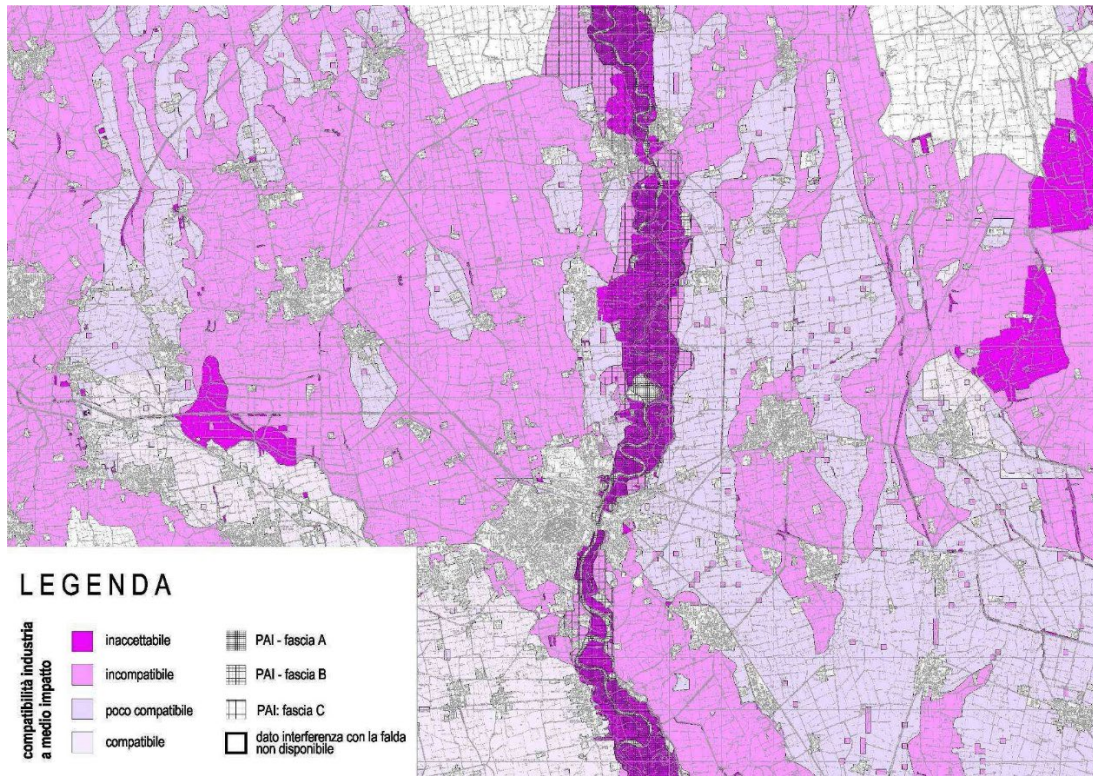 LEGENDA
compatibilità industria
a medio impatto
inaccettabile
incompatibile
poco compatibile
compatibile
PAI - fascia A
PAI - fascia B
PAI: fascia C
dato interferenza con la falda
non disponibile